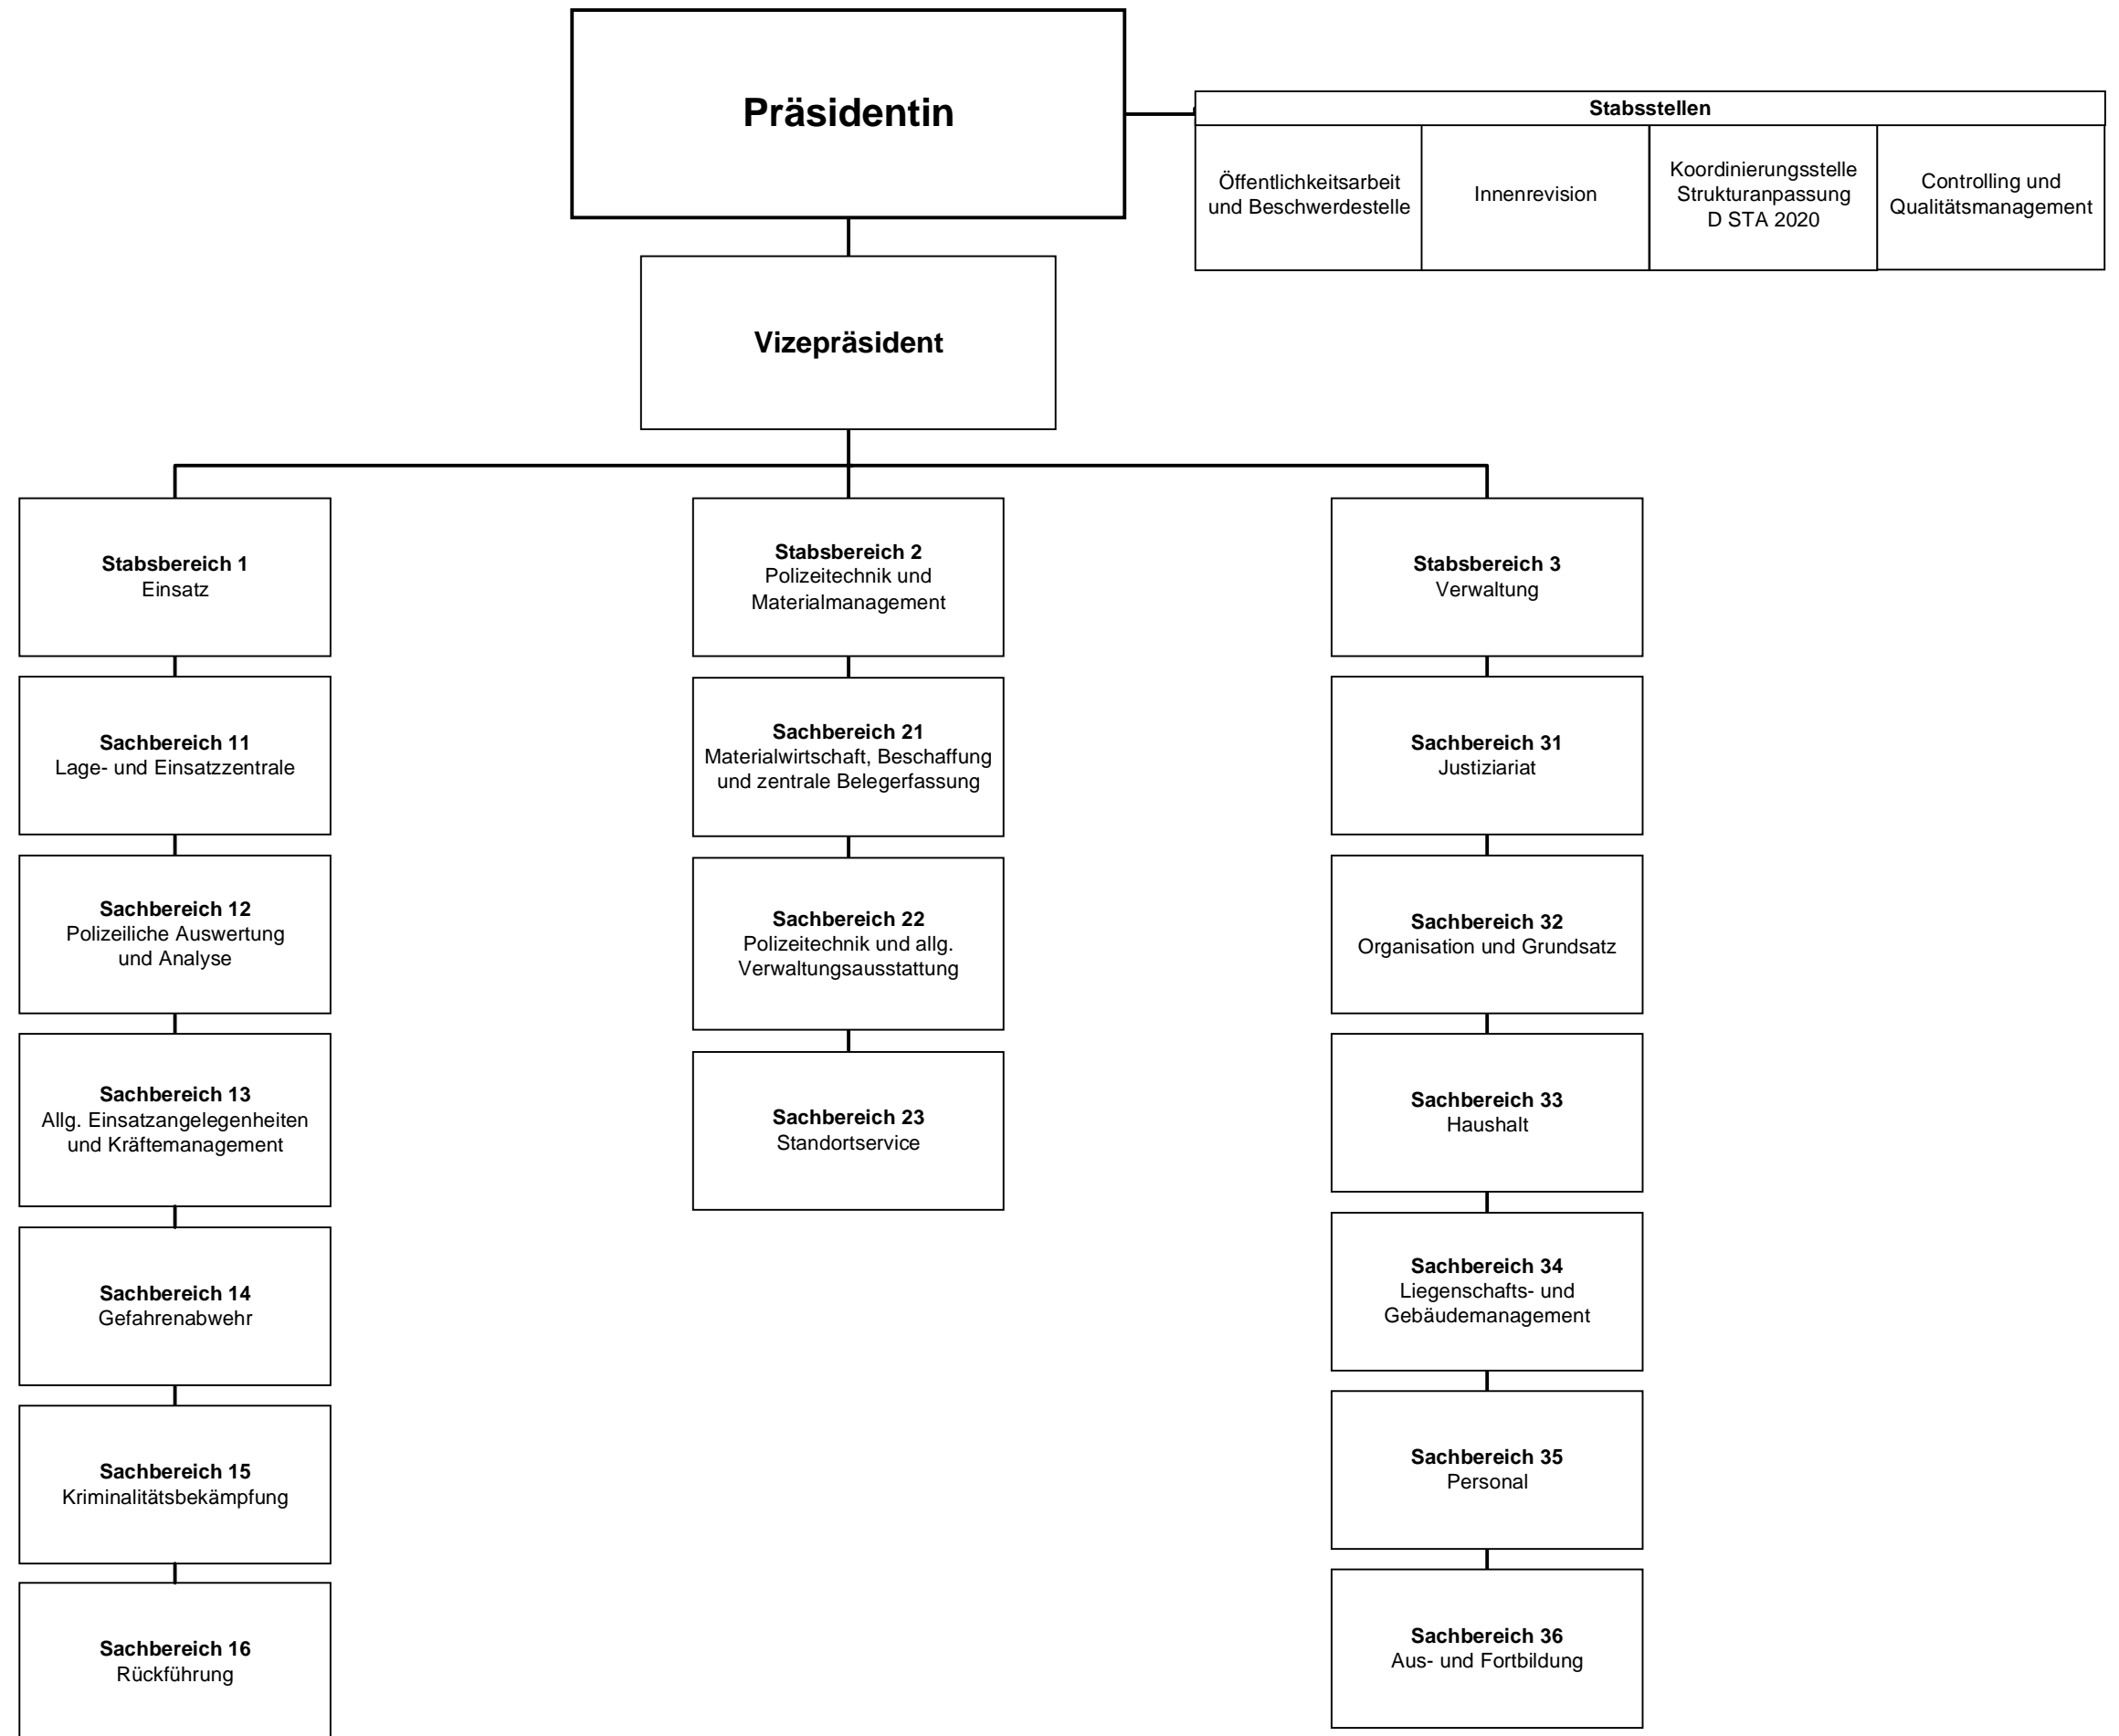 Präsidentin
Stabsstellen
Öffentlichkeitsarbeit
und Beschwerdestelle
Innenrevision
Koordinierungsstelle
Strukturanpassung
D STA 2020
Controlling und
Qualitätsmanagement
Vizepräsident
Stabsbereich 1
Einsatz
Sachbereich 11
Lage- und Einsatzzentrale
Sachbereich 12
Polizeiliche Auswertung
und Analyse
Sachbereich 13
Allg. Einsatzangelegenheiten
und Kräftemanagement
Sachbereich 14
Gefahrenabwehr
Sachbereich 15
Kriminalitätsbekämpfung
Sachbereich 16
Rückführung
Stabsbereich 2
Polizeitechnik und
Materialmanagement
Sachbereich 21
Materialwirtschaft, Beschaffung
und zentrale Belegerfassung
Sachbereich 22
Polizeitechnik und allg.
Verwaltungsausstattung
Sachbereich 23
Standortservice
Stabsbereich 3
Verwaltung
Sachbereich 31
Justiziariat
Sachbereich 32
Organisation und Grundsatz
Sachbereich 33
Haushalt
Sachbereich 34
Liegenschafts- und
Gebäudemanagement
Sachbereich 35
Personal
Sachbereich 36
Aus- und Fortbildung